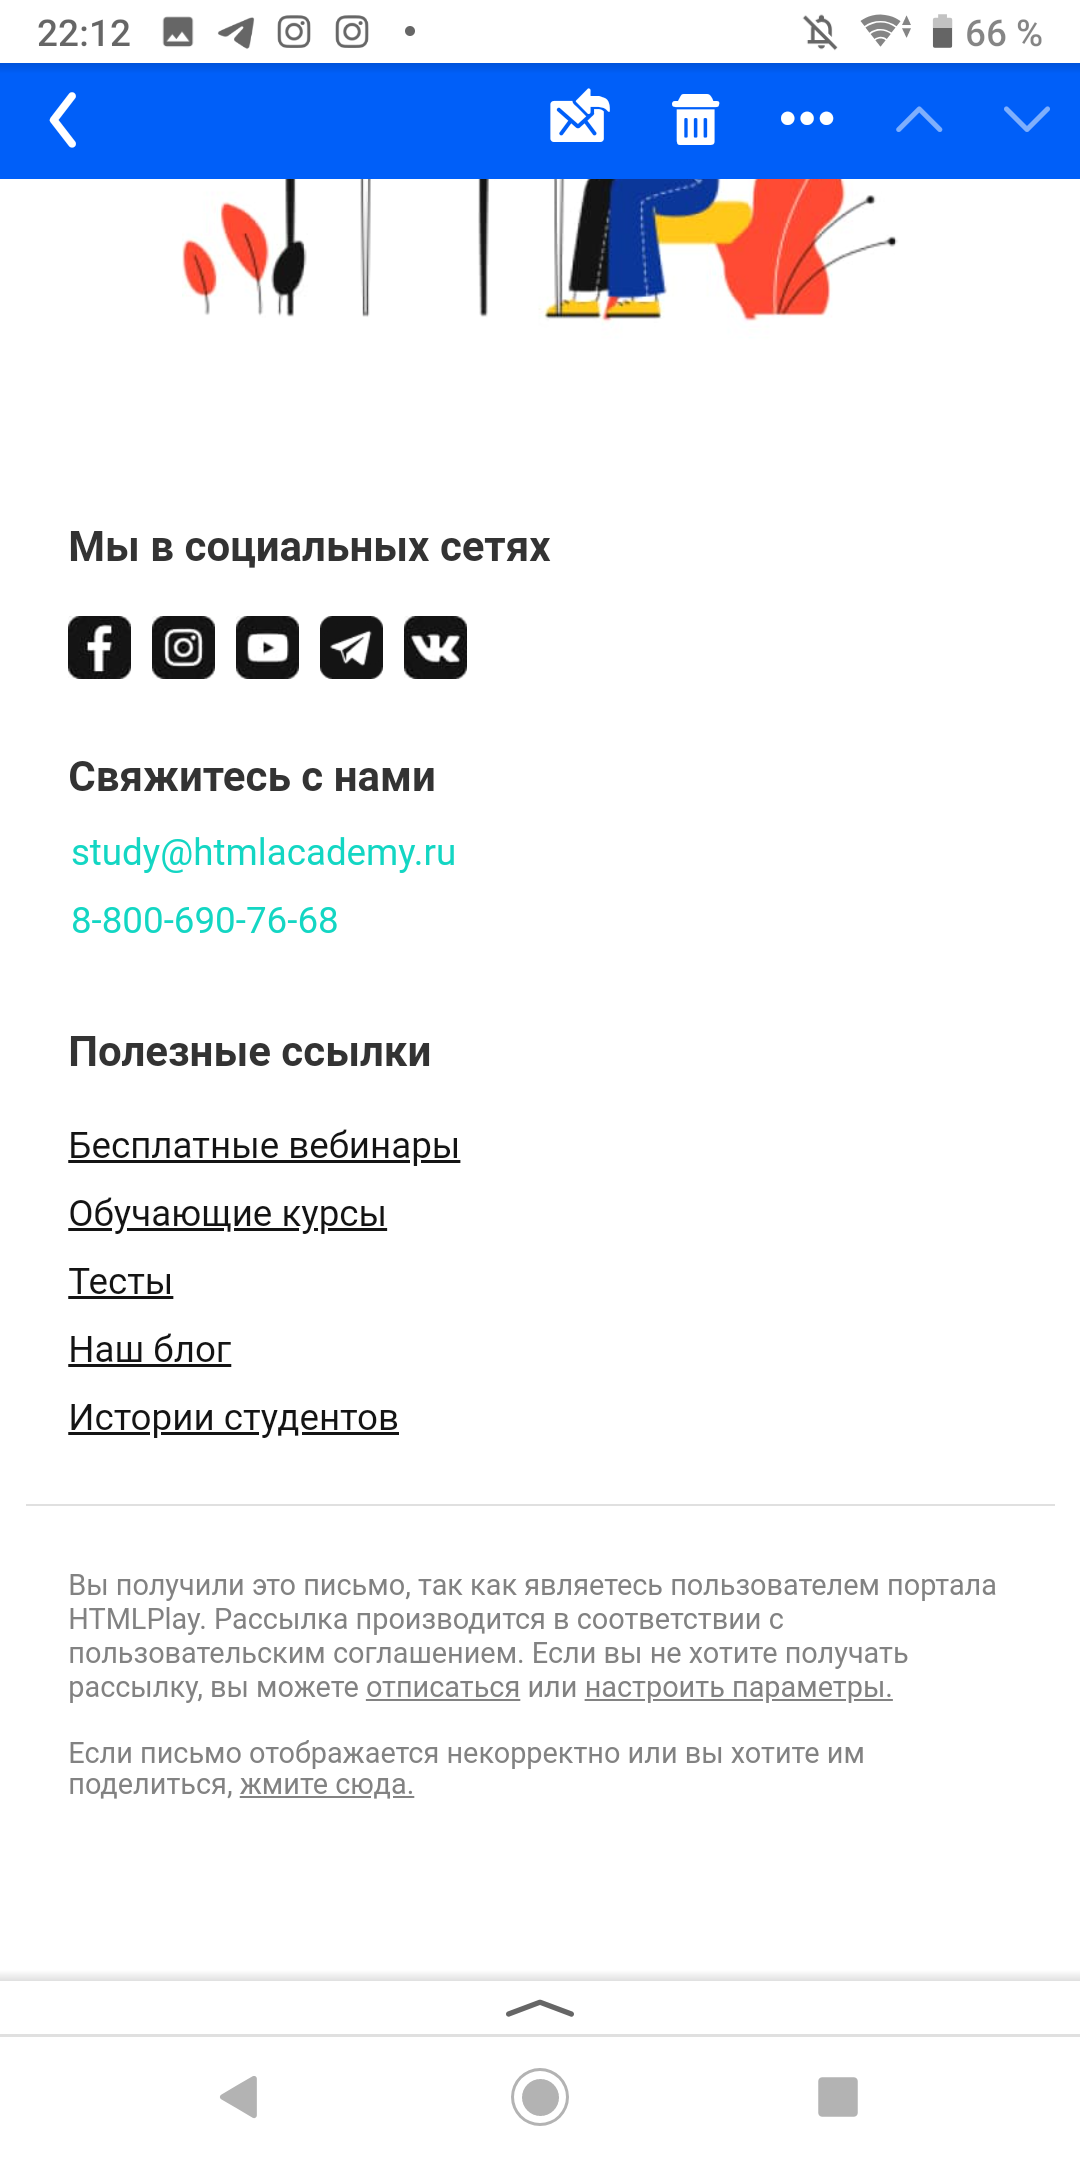 22:12
66 %
Мы в социальных сетях
Свяжитесь с нами
study@htmlacademy.ru
8-800-690-76-68
Полезные ссылки
Бесплатные вебинары
Обучающие курсы
Тесты
Наш блог
Истории студентов
Вы получили это письмо, так как являетесь пользователем портала
HTMLPlay. Рассылка производится в соответствии с
пользовательским соглашением. Если вы не хотите получать
рассылку, вы можете отписаться или настроить параметры.
Если письмо отображается некорректно или вы хотите им
поделиться, жмите сюда.